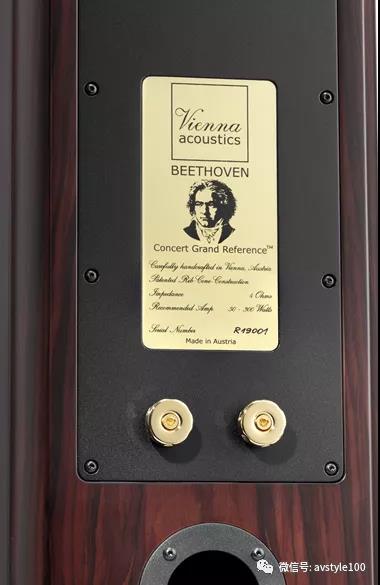 Vienna
acoustics
BEETHOVEN
Concert Grand Reference™
Carefully handcrafted in Vienna, Austria
Patented Rib-Cone-Construction
Impedance 4 Ohms
Recommended Amp. 50 - 300 Watts
Serial Number R19001
Made in Austria
微信号: avstyle100